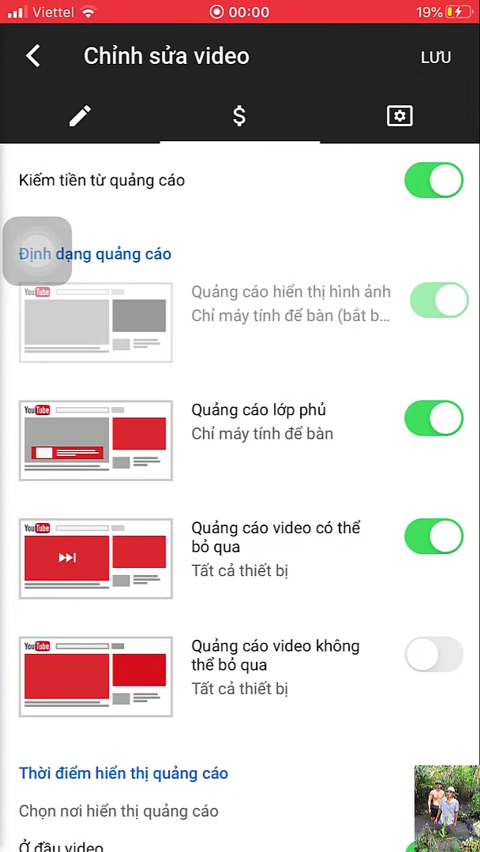 Viettel 00:00 19%
Chỉnh sửa video LƯU
$
Kiếm tiền từ quảng cáo
Định dạng quảng cáo
YouTube
Quảng cáo hiển thị hình ảnh
Chỉ máy tính để bàn (bắt b...
YouTube
Quảng cáo lớp phủ
Chỉ máy tính để bàn
YouTube
Quảng cáo video có thể
bỏ qua
Tất cả thiết bị
YouTube
Quảng cáo video không
thể bỏ qua
Tất cả thiết bị
Thời điểm hiển thị quảng cáo
Chọn nơi hiển thị quảng cáo
Ở đầu video